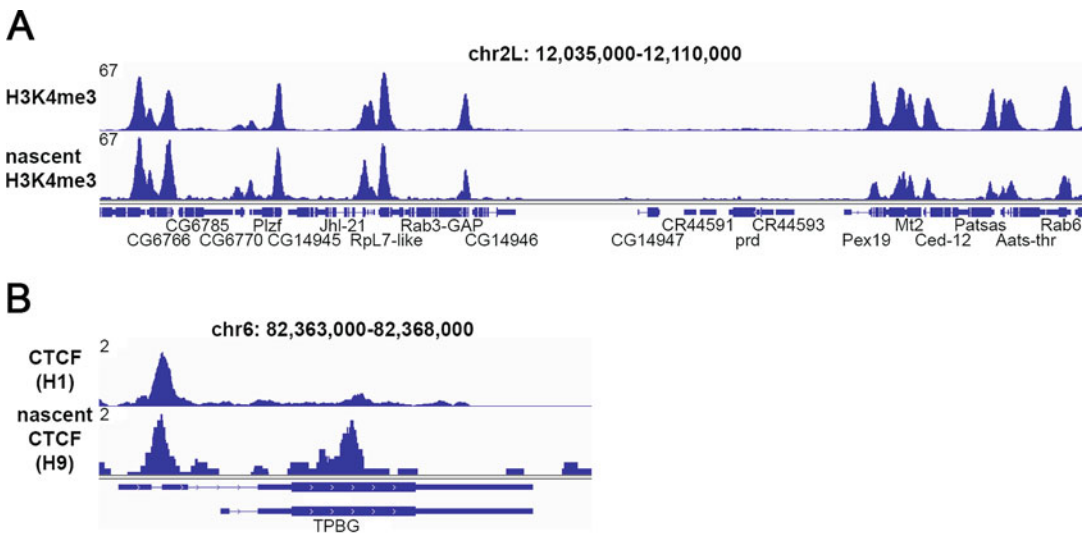 A
chr2L: 12,035,000-12,110,000
67
H3K4me3
67
nascent
H3K4me3
CG6785 Plzf Jhl-21 Rab3-GAP CR44591 CR44593 Mt2 Patsas Rab6
CG6766 CG6770 CG14945 RpL7-like CG14946 CG14947 prd Pex19 Ced-12 Aats-thr
B
chr6: 82,363,000-82,368,000
2
CTCF
(H1)
nascent 2
CTCF
(H9)
TPBG